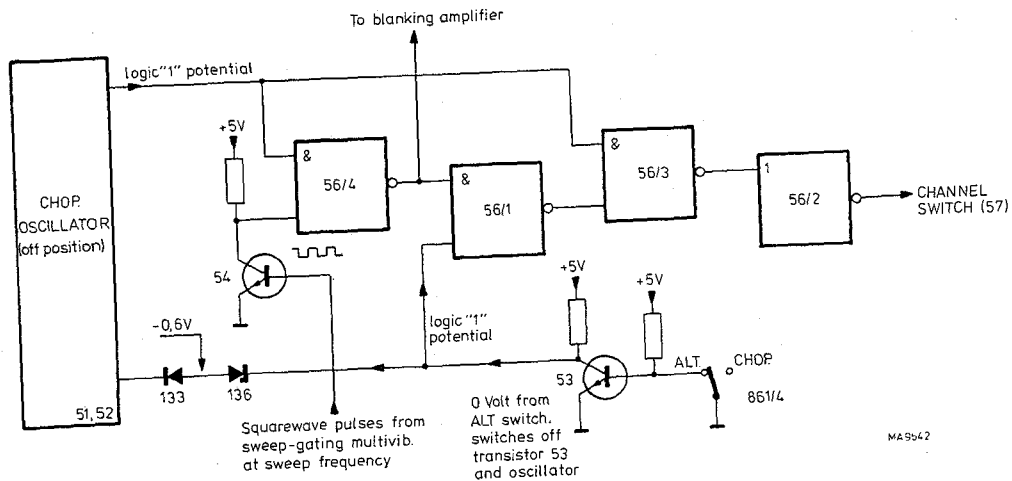 To blanking amplifier
logic "1" potential
+5V
&
56/4
&
56/1
&
56/3
1
56/2
CHANNEL
SWITCH (57)
CHOP.
OSCILLATOR
(off position)
54
-0,6V
133
136
51,52
logic "1"
potential
+5V
+5V
53
ALT.
CHOP.
861/4
0 Volt from
ALT switch.
switches off
transistor 53
and oscillator
Squarewave pulses from
sweep-gating multivib.
at sweep frequency
MA9542